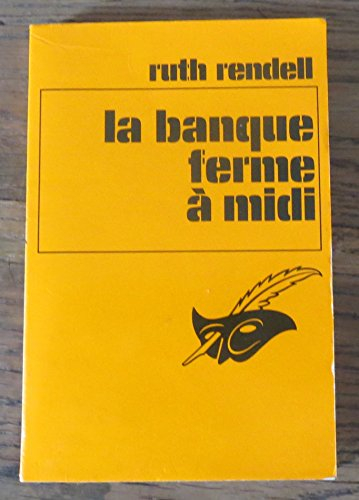 ruth rendell
la banque
ferme
à midi